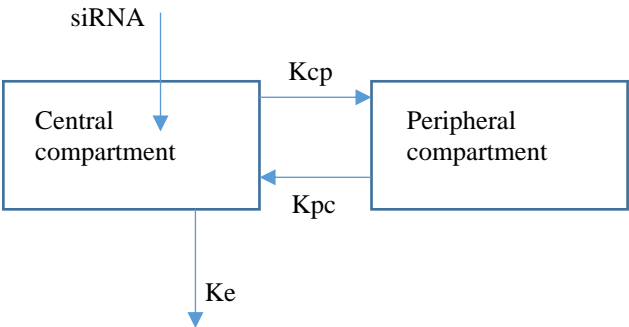 siRNA
Kcp
Central
compartment
Peripheral
compartment
Kpc
Ke